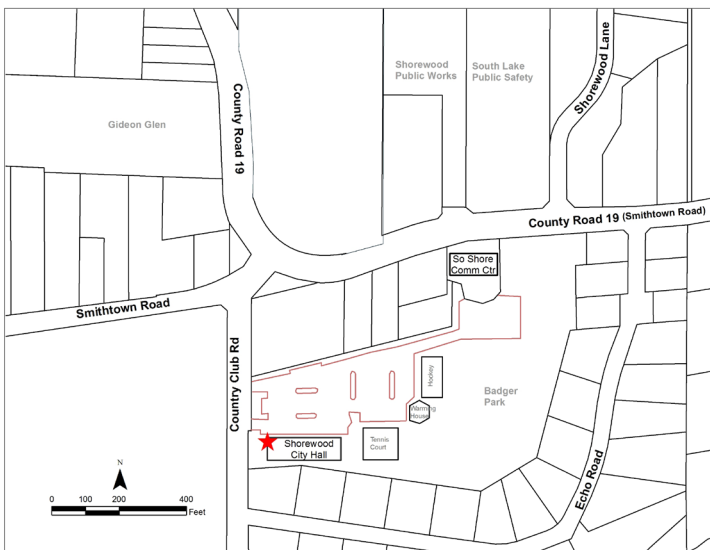 Shorewood
Public Works
South Lake
Public Safety
Shorewood Lane
Gideon Glen
County Road 19
County Road 19 (Smithtown Road)
So Shore
Comm Ctr
Smithtown Road
Country Club Rd
Hockey
Badger
Park
Warming
House
Shorewood
City Hall
Tennis
Court
Echo Road
N
0 100 200 400
Feet